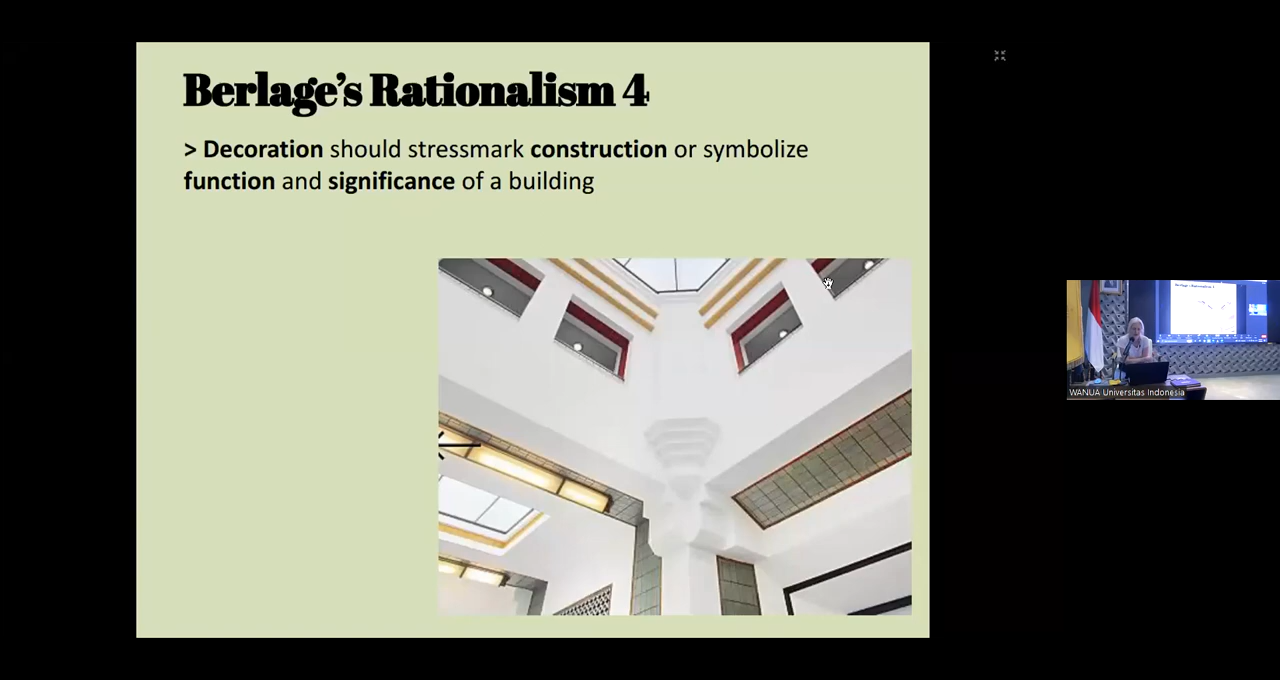 Berlage’s Rationalism 4
> Decoration should stressmark construction or symbolize
function and significance of a building
WANUA Universitas Indonesia